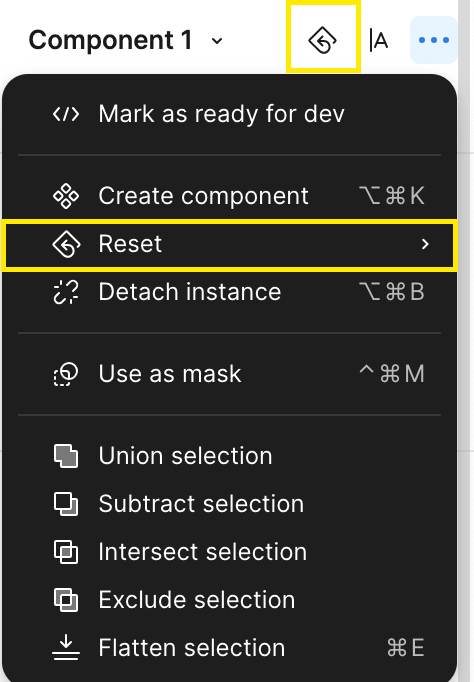 Component 1
|A
Mark as ready for dev
Create component ⌥⌘K
Reset
Detach instance ⌥⌘B
Use as mask ^⌘M
Union selection
Subtract selection
Intersect selection
Exclude selection
Flatten selection ⌘E